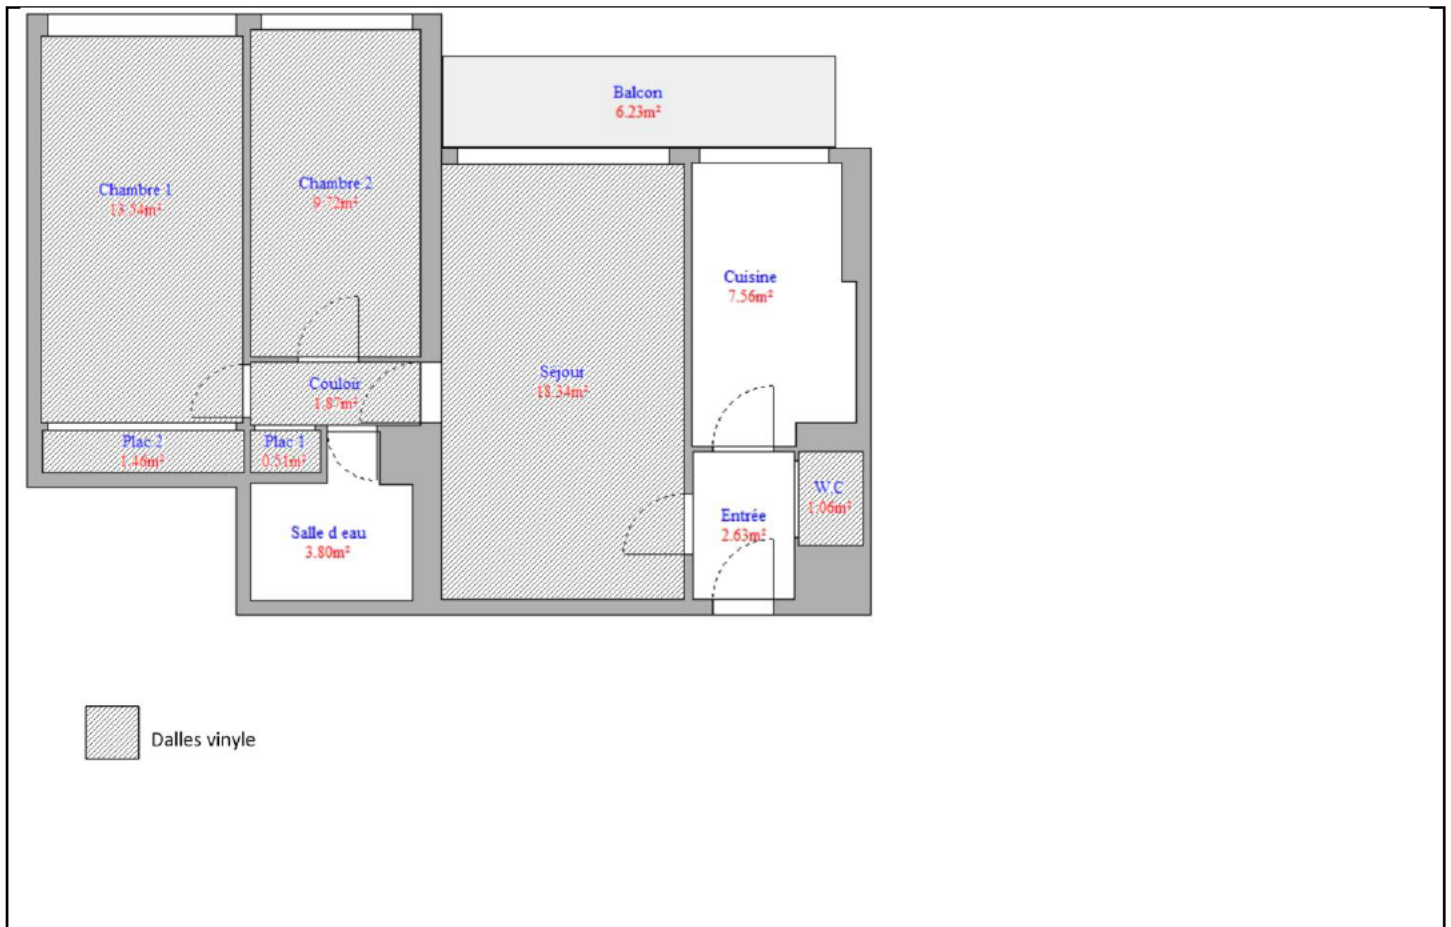 Balcon
6.23m²
Chambre 1
13.54m²
Chambre 2
9.72m²
Cuisine
7.56m²
Séjour
18.34m²
Couloir
1.87m²
Plac 2
1.46m²
Plac 1
0.51m²
W.C
1.06m²
Entrée
2.63m²
Salle d eau
3.80m²
Dalles vinyle